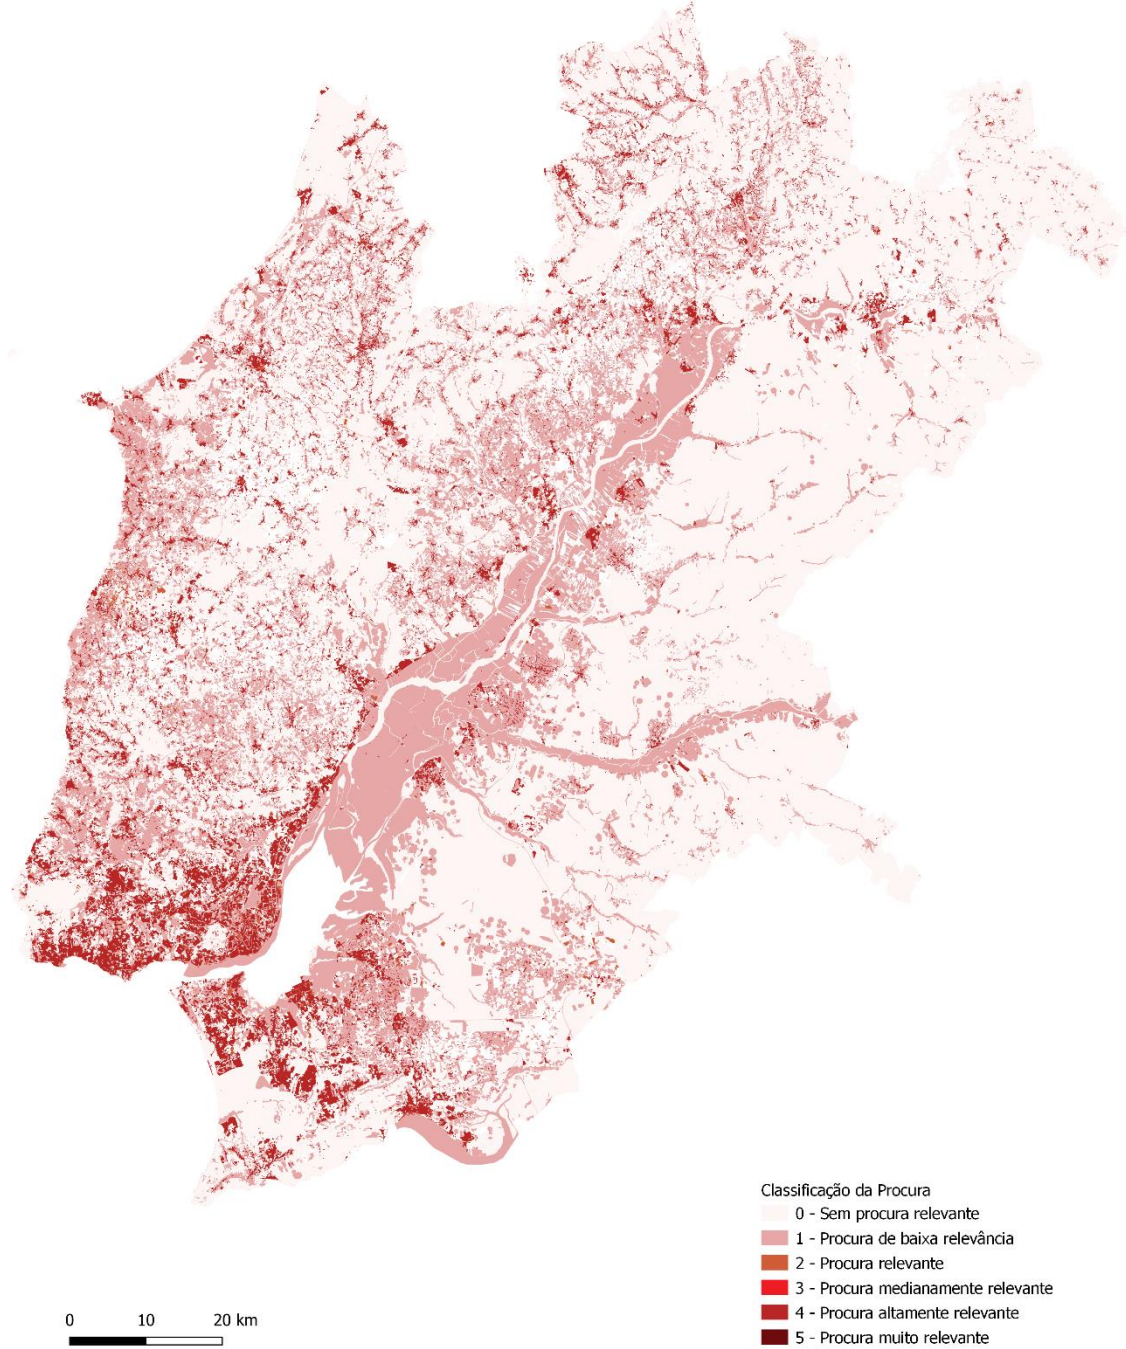 Classificação da Procura
0 - Sem procura relevante
1 - Procura de baixa relevância
2 - Procura relevante
3 - Procura medianamente relevante
4 - Procura altamente relevante
5 - Procura muito relevante
0 10 20 km